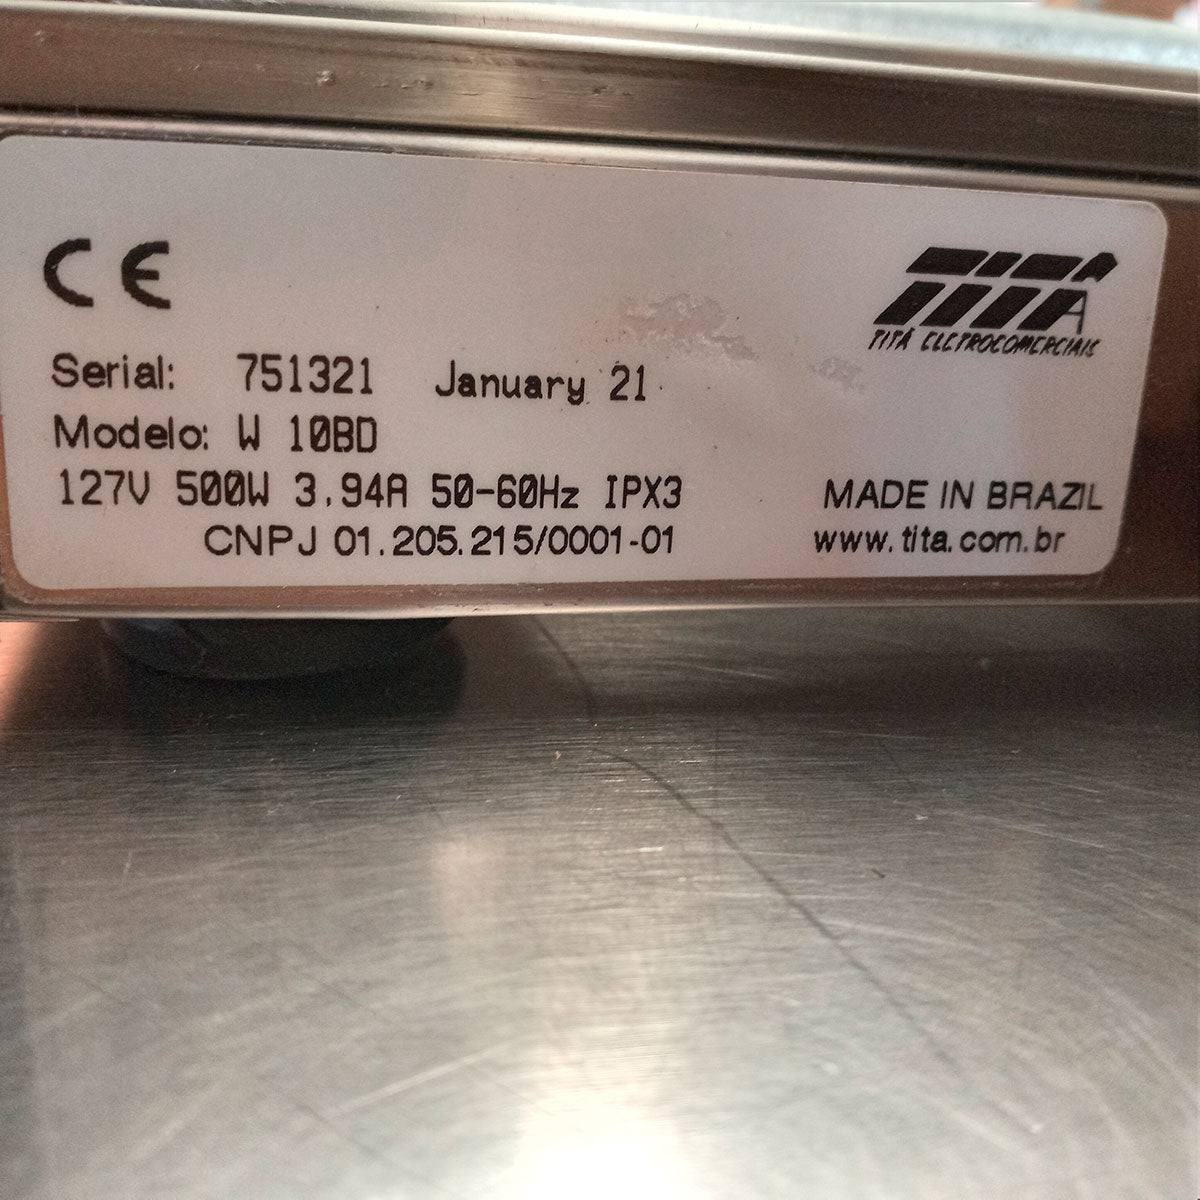 CE
TITÃ
TITÁ ELETROCOMERCIAIS
Serial: 751321 January 21
Modelo: W 10BD
127V 500W 3.94A 50-60Hz IPX3
MADE IN BRAZIL
CNPJ 01.205.215/0001-01
www.tita.com.br